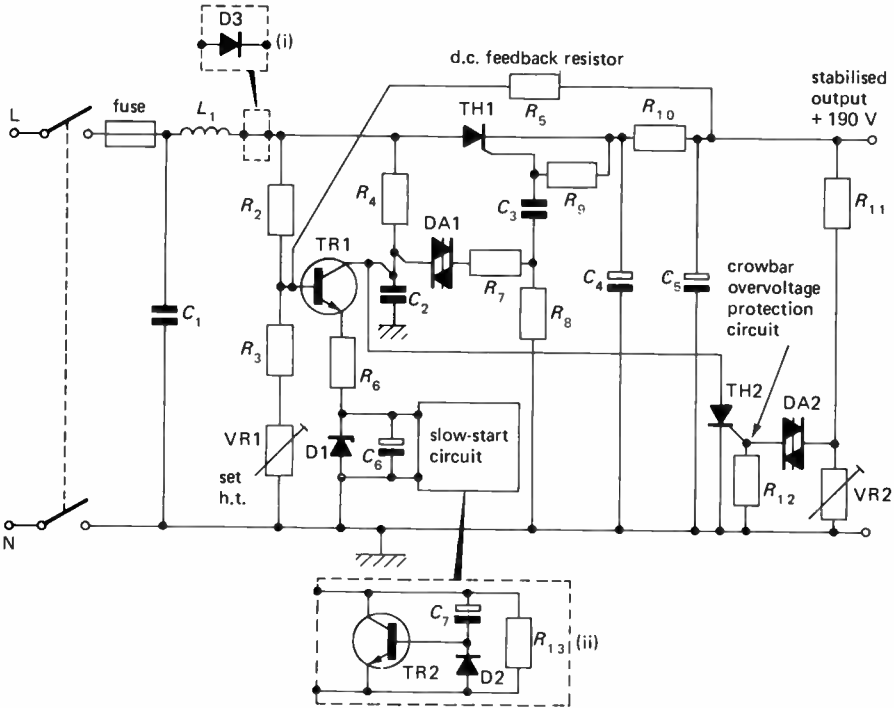 D3
(i)
d.c. feedback resistor
stabilised
output
+ 190 V
L
fuse
L1
TH1
R5
R10
R2
R4
C3
R9
R11
TR1
DA1
C2
R7
R8
C4
C5
crowbar
overvoltage
protection
circuit
C1
R3
R6
TH2
DA2
VR1
set
h.t.
D1
C6
slow-start
circuit
R12
VR2
N
C7
R13
(ii)
TR2
D2